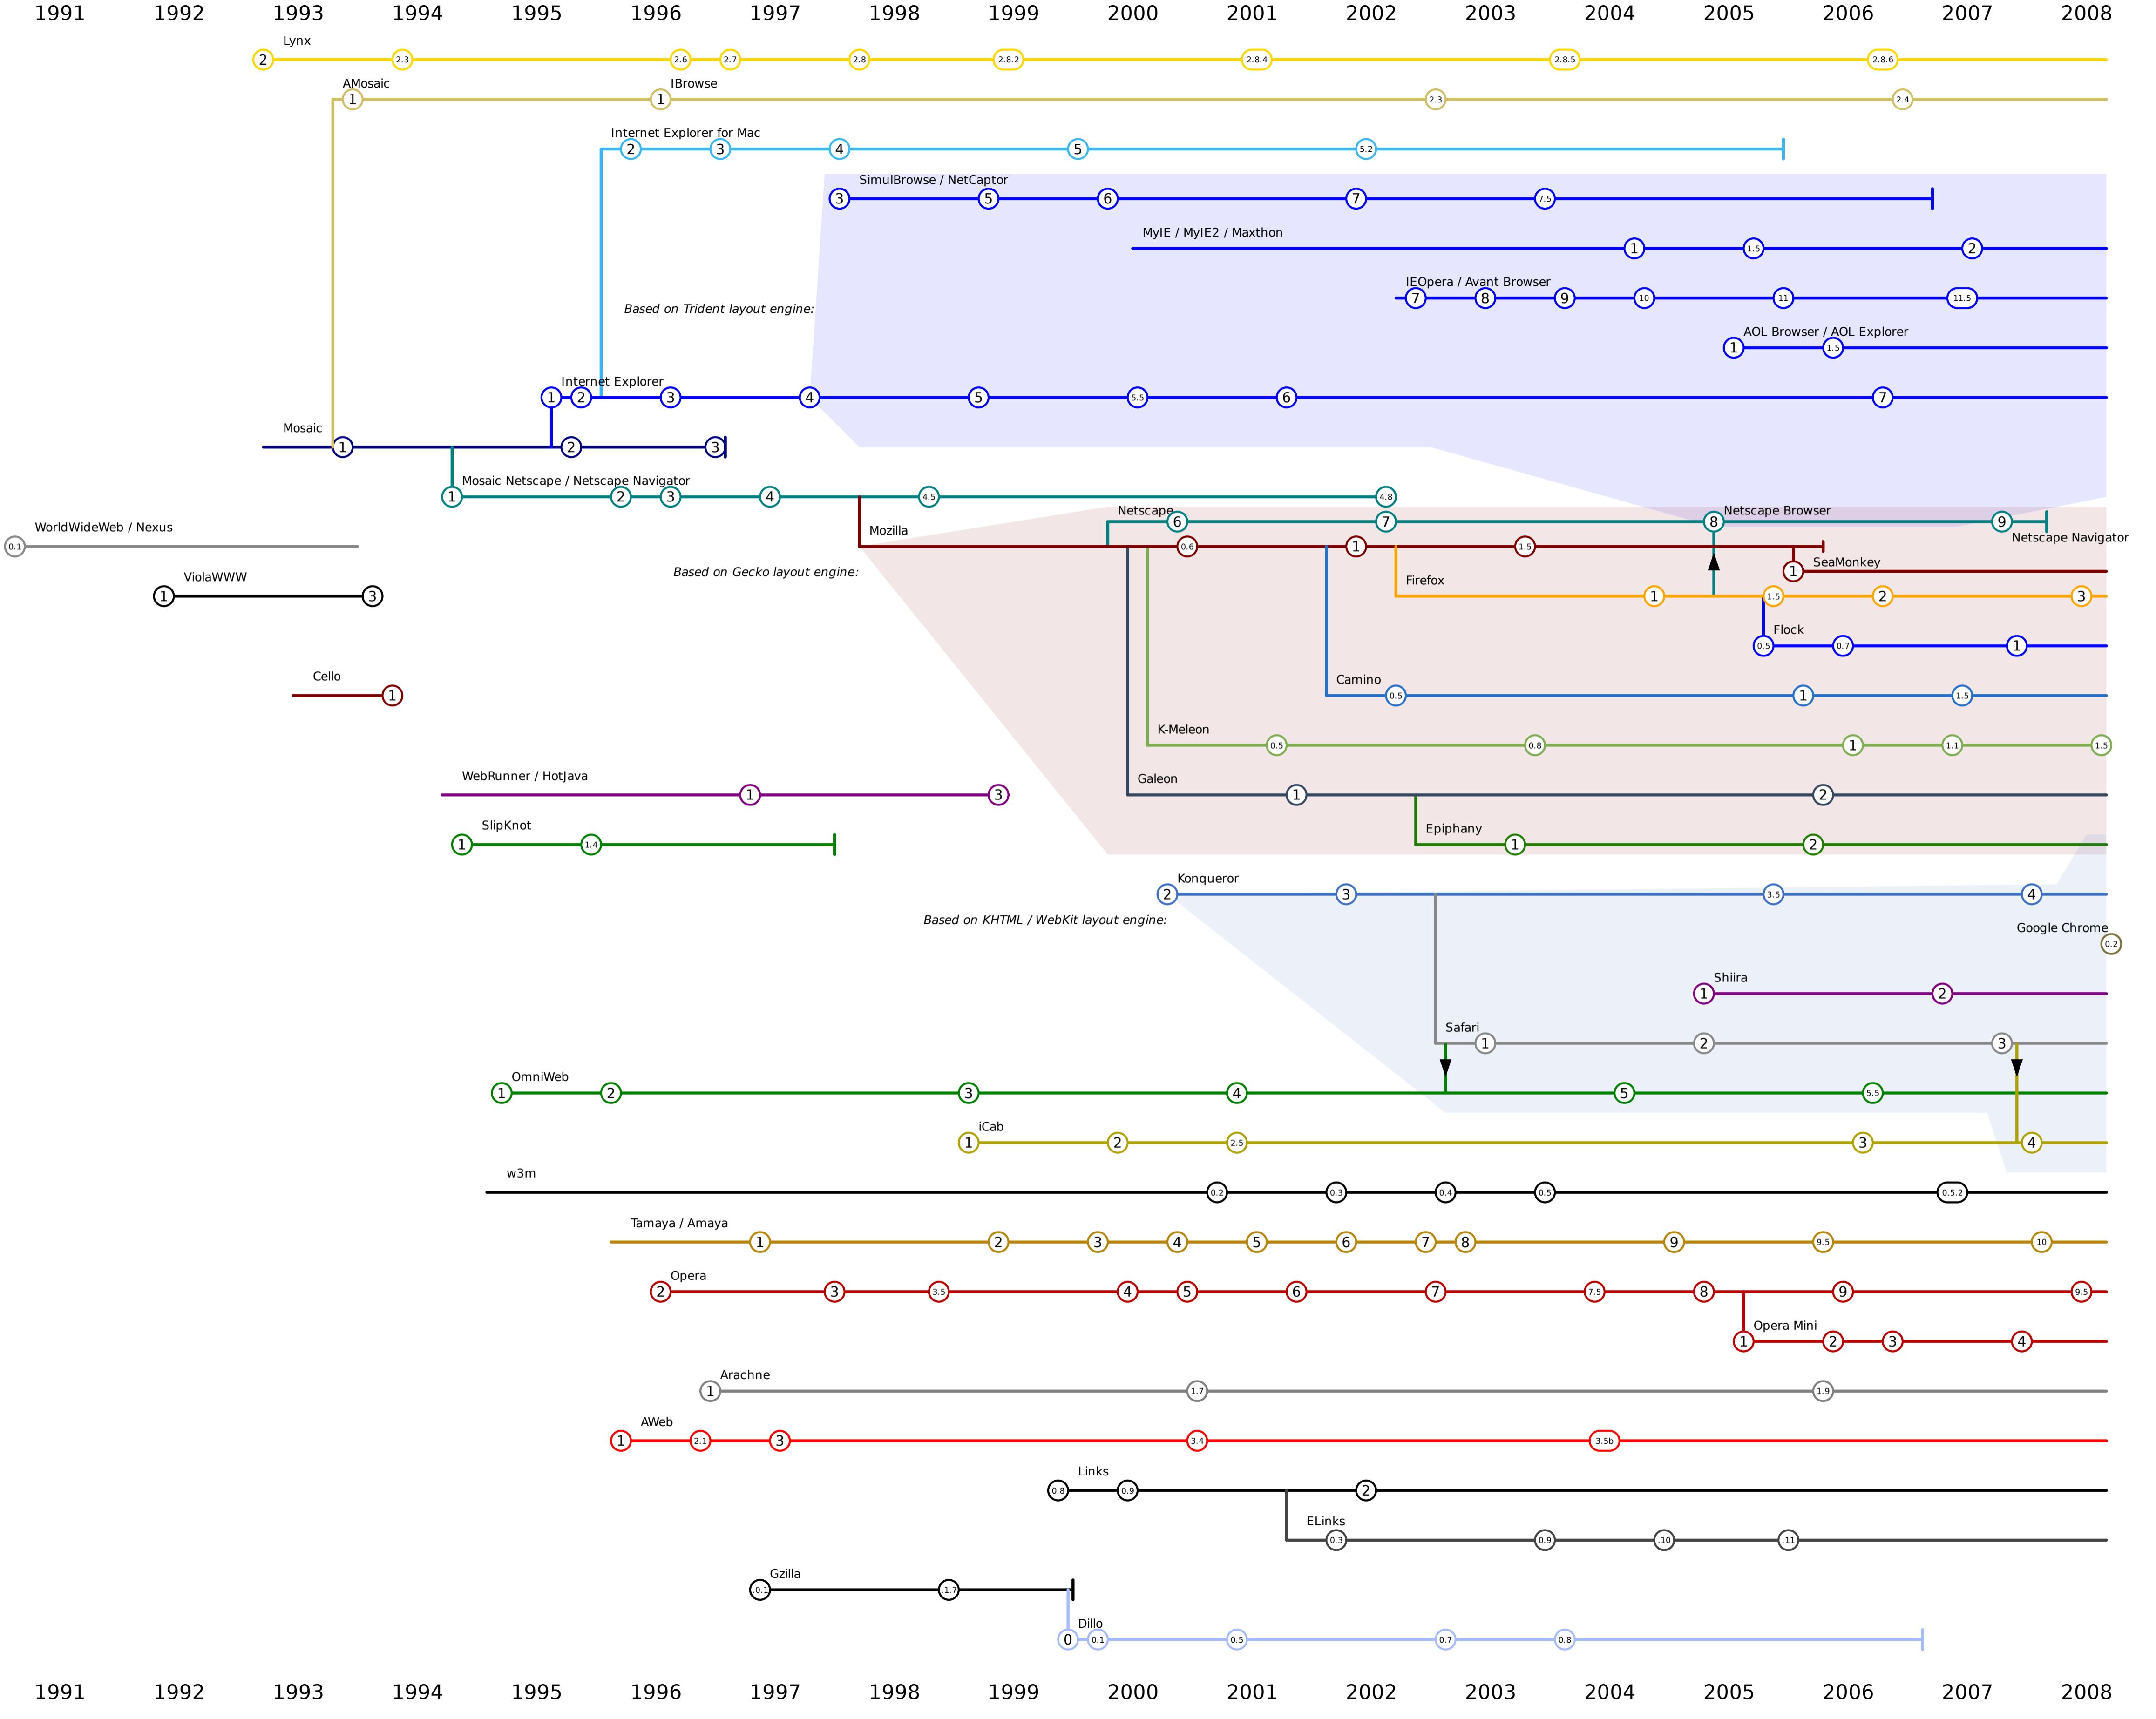 1991 1992 1993 1994 1995 1996 1997 1998 1999 2000 2001 2002 2003 2004 2005 2006 2007 2008
Lynx
2 2.3 2.6 2.7 2.8 2.8.2 2.8.4 2.8.5 2.8.6
AMosaic IBrowse
1 1 2.3 2.4
Internet Explorer for Mac
2 3 4 5 5.2
SimulBrowse / NetCaptor
3 5 6 7 7.5
MyIE / MyIE2 / Maxthon
1 1.5 2
IEOpera / Avant Browser
7 8 9 10 11 11.5
Based on Trident layout engine:
AOL Browser / AOL Explorer
1 1.5
Internet Explorer
1 2 3 4 5 5.5 6 7
Mosaic
1 2 3
Mosaic Netscape / Netscape Navigator
1 2 3 4 4.5 4.8
Netscape Netscape Browser
6 7 8 9
WorldWideWeb / Nexus Mozilla Netscape Navigator
0.1 0.6 1 1.5
SeaMonkey
1
Based on Gecko layout engine:
ViolaWWW Firefox
1 3 1 1.5 2 3
Flock
0.5 0.7 1
Cello Camino
1 0.5 1 1.5
K-Meleon
0.5 0.8 1 1.1 1.5
WebRunner / HotJava Galeon
1 3 1 2
SlipKnot Epiphany
1 1.4 1 2
Konqueror
2 3 3.5 4
Based on KHTML / WebKit layout engine:
Google Chrome
0.2
Shiira
1 2
Safari
1 2 3
OmniWeb
1 2 3 4 5 5.5
iCab
1 2 2.5 3 4
w3m
0.2 0.3 0.4 0.5 0.5.2
Tamaya / Amaya
1 2 3 4 5 6 7 8 9 9.5 10
Opera
2 3 3.5 4 5 6 7 7.5 8 9 9.5
Opera Mini
1 2 3 4
Arachne
1 1.7 1.9
AWeb
1 2.1 3 3.4 3.5b
Links
0.8 0.9 2
ELinks
0.3 0.9 .10 .11
Gzilla
.0.1 .1.7
Dillo
0 0.1 0.5 0.7 0.8
1991 1992 1993 1994 1995 1996 1997 1998 1999 2000 2001 2002 2003 2004 2005 2006 2007 2008